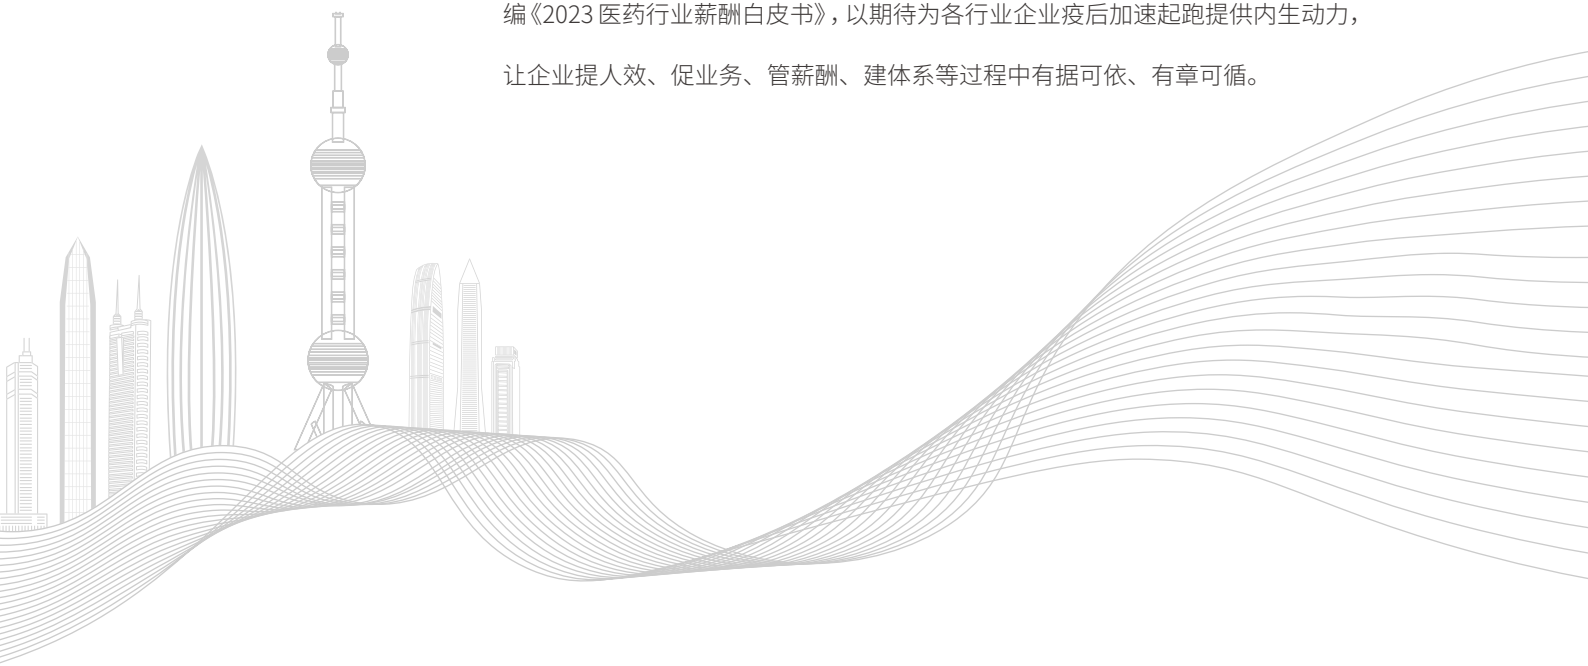 编《2023 医药行业薪酬白皮书》，以期待为各行业企业疫后加速起跑提供内生动力，
让企业提人效、促业务、管薪酬、建体系等过程中有据可依、有章可循。